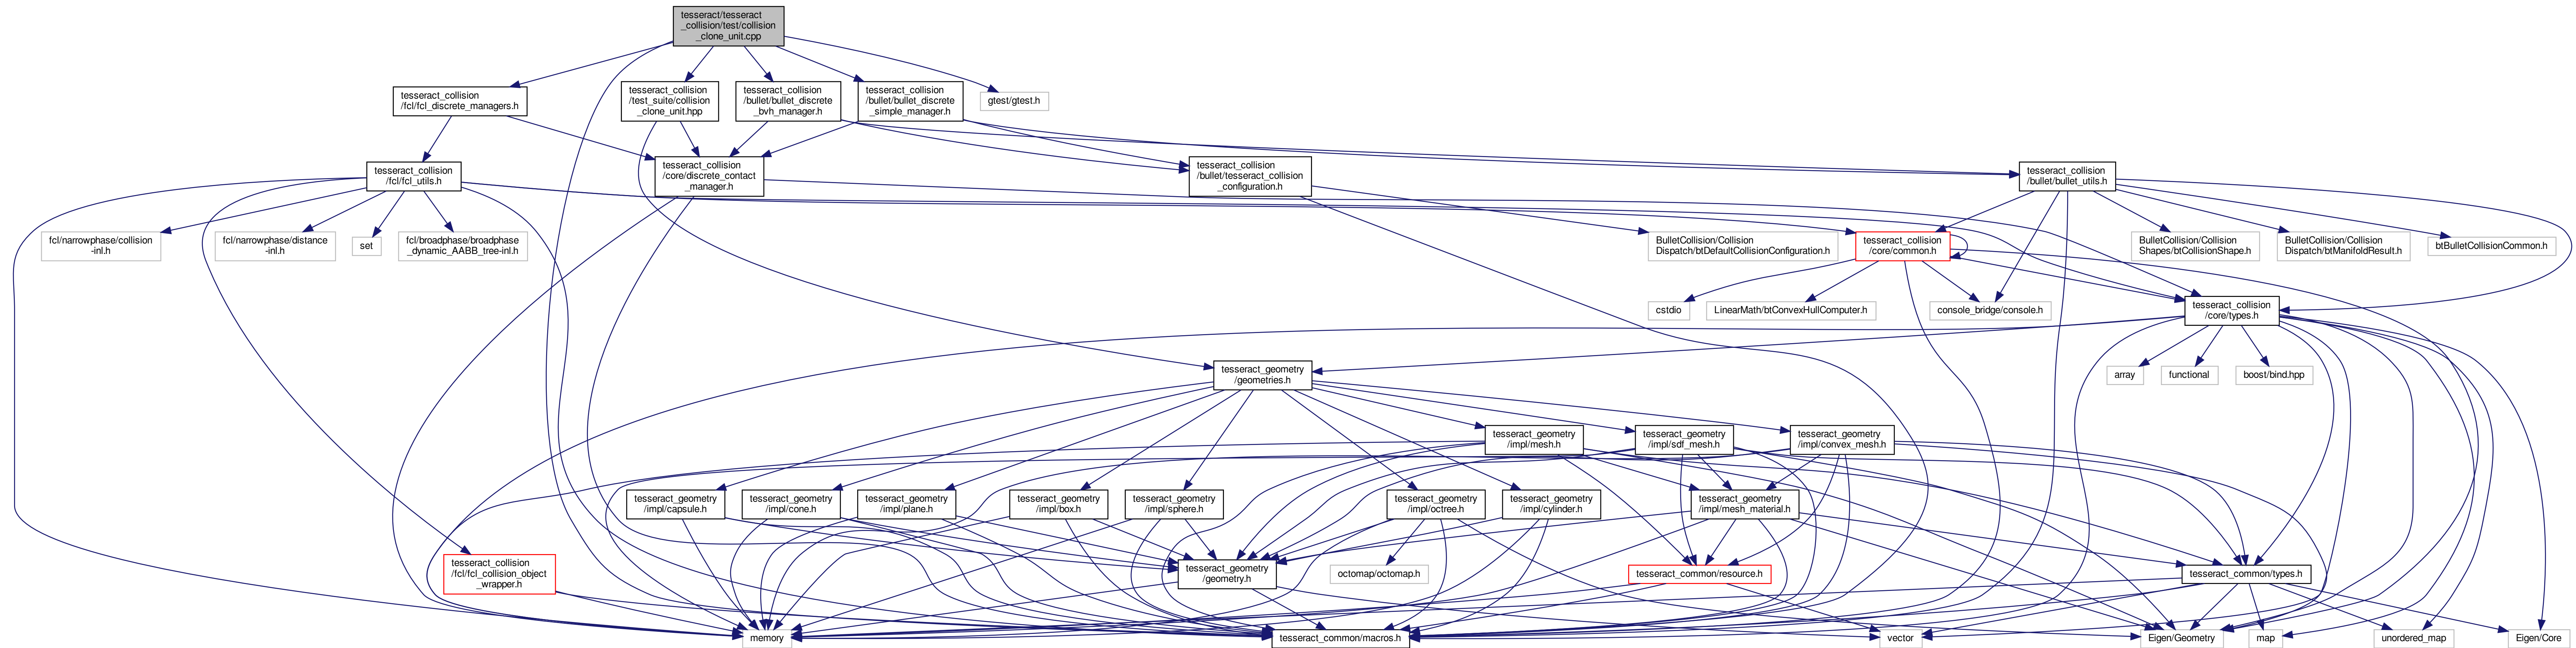 tesseract/tesseract
_collision/test/collision
_clone_unit.cpp
tesseract_collision
/fcl/fcl_discrete_managers.h
tesseract_collision
/test_suite/collision
_clone_unit.hpp
tesseract_collision
/bullet/bullet_discrete
_bvh_manager.h
tesseract_collision
/bullet/bullet_discrete
_simple_manager.h
gtest/gtest.h
tesseract_collision
/fcl/fcl_utils.h
tesseract_collision
/core/discrete_contact
_manager.h
tesseract_collision
/bullet/tesseract_collision
_configuration.h
tesseract_collision
/bullet/bullet_utils.h
fcl/narrowphase/collision
-inl.h
fcl/narrowphase/distance
-inl.h
set
fcl/broadphase/broadphase
_dynamic_AABB_tree-inl.h
BulletCollision/Collision
Dispatch/btDefaultCollisionConfiguration.h
tesseract_collision
/core/common.h
BulletCollision/Collision
Shapes/btCollisionShape.h
BulletCollision/Collision
Dispatch/btManifoldResult.h
btBulletCollisionCommon.h
cstdio
LinearMath/btConvexHullComputer.h
console_bridge/console.h
tesseract_collision
/core/types.h
tesseract_geometry
/geometries.h
array
functional
boost/bind.hpp
tesseract_geometry
/impl/mesh.h
tesseract_geometry
/impl/sdf_mesh.h
tesseract_geometry
/impl/convex_mesh.h
tesseract_geometry
/impl/capsule.h
tesseract_geometry
/impl/cone.h
tesseract_geometry
/impl/plane.h
tesseract_geometry
/impl/box.h
tesseract_geometry
/impl/sphere.h
tesseract_geometry
/impl/octree.h
tesseract_geometry
/impl/cylinder.h
tesseract_geometry
/impl/mesh_material.h
tesseract_collision
/fcl/fcl_collision_object
_wrapper.h
tesseract_geometry
/geometry.h
octomap/octomap.h
tesseract_common/resource.h
tesseract_common/types.h
memory
tesseract_common/macros.h
vector
Eigen/Geometry
map
unordered_map
Eigen/Core